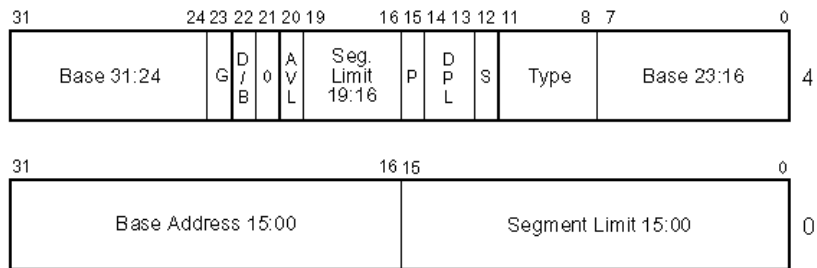 31 24 23 22 21 20 19 16 15 14 13 12 11 8 7 0
Base 31:24 G D/B 0 AVL Seg. Limit 19:16 P DPL S Type Base 23:16 4
31 16 15 0
Base Address 15:00 Segment Limit 15:00 0